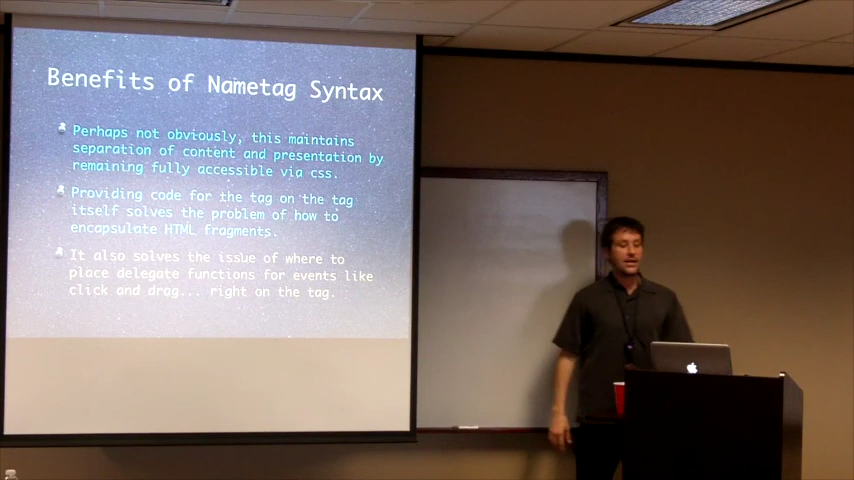 Benefits of Nametag Syntax
Perhaps not obviously, this maintains
separation of content and presentation by
remaining fully accessible via css.
Providing code for the tag on the tag
itself solves the problem of how to
encapsulate HTML fragments.
It also solves the issue of where to
place delegate functions for events like
click and drag... right on the tag.